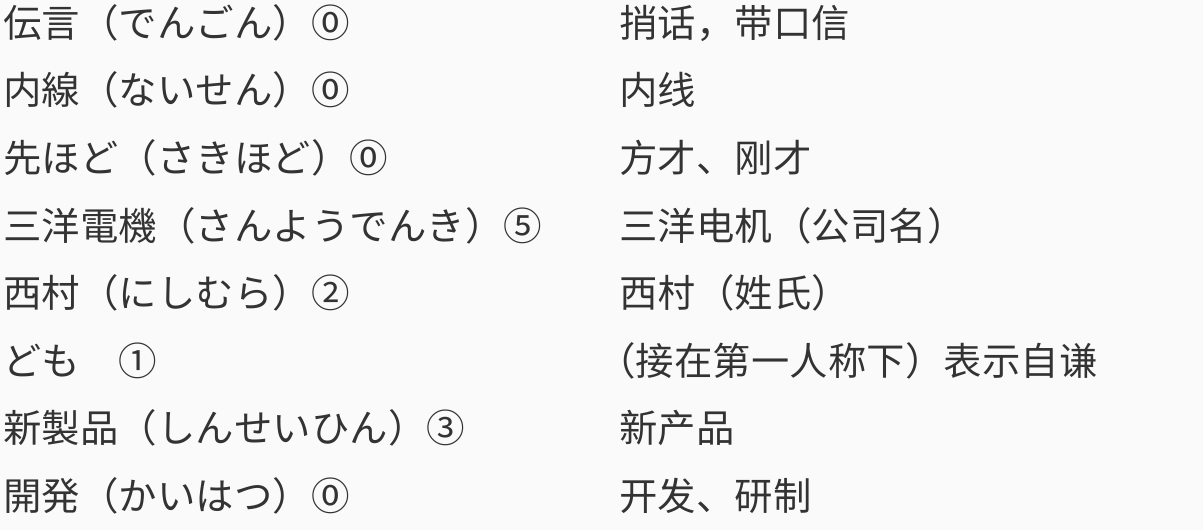 伝言（でんごん）⓪ 捎话，带口信
内線（ないせん）⓪ 内线
先ほど（さきほど）⓪ 方才、刚才
三洋電機（さんようでんき）⑤ 三洋电机（公司名）
西村（にしむら）② 西村（姓氏）
ども ① （接在第一人称下）表示自谦
新製品（しんせいひん）③ 新产品
開発（かいはつ）⓪ 开发、研制